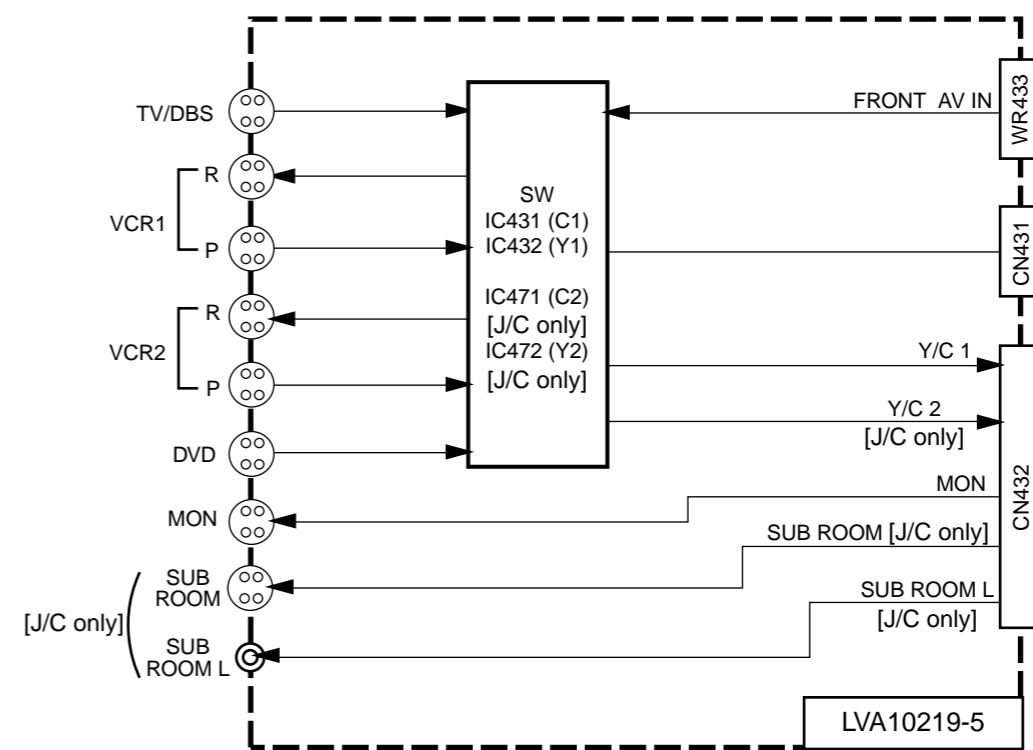 TV/DBS
R
VCR1
P
R
VCR2
P
DVD
MON
SUB
ROOM
[J/C only]
SUB
ROOM L
SW
IC431 (C1)
IC432 (Y1)
IC471 (C2)
[J/C only]
IC472 (Y2)
[J/C only]
FRONT AV IN
WR433
CN431
Y/C 1
Y/C 2
[J/C only]
MON
SUB ROOM [J/C only]
SUB ROOM L
[J/C only]
CN432
LVA10219-5